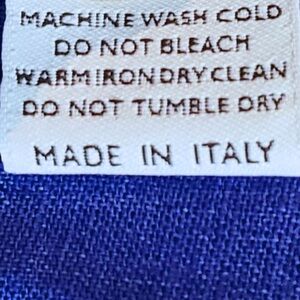 MACHINE WASH COLD
DO NOT BLEACH
WARM IRON DRY CLEAN
DO NOT TUMBLE DRY
MADE IN ITALY